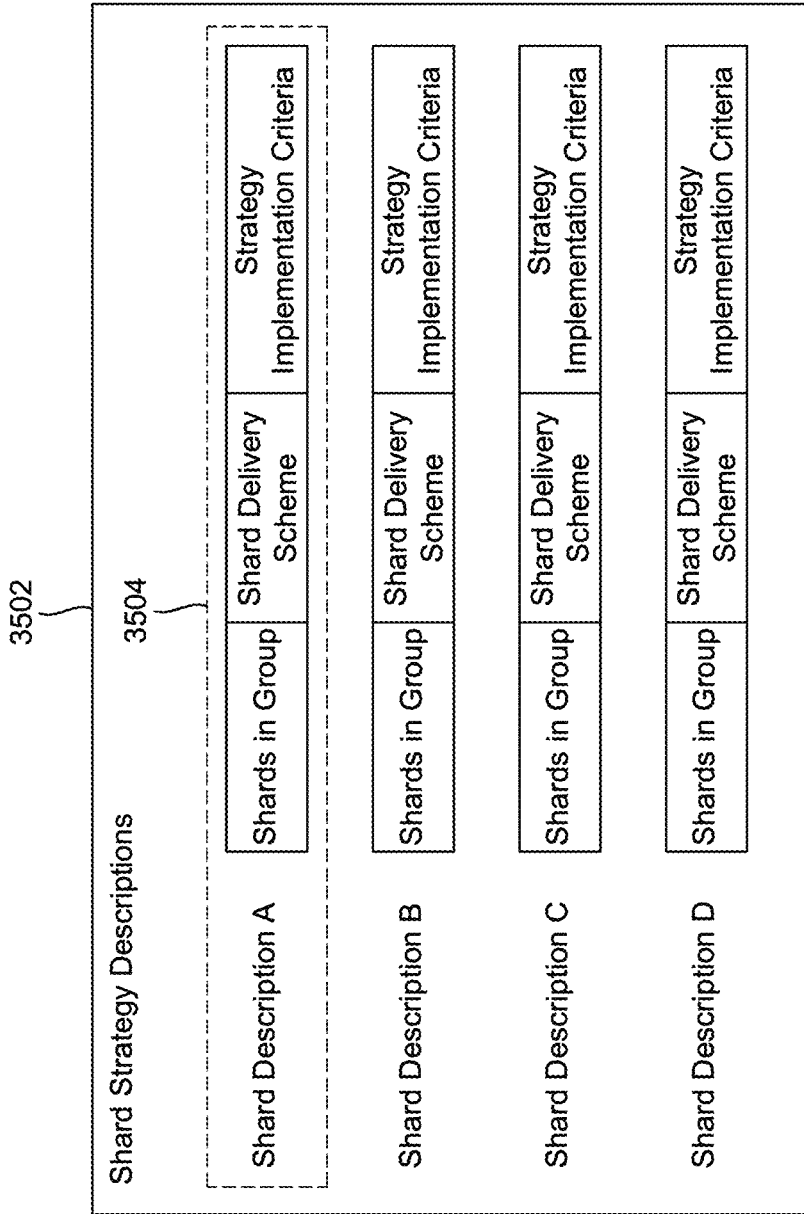 3502
Shard Strategy Descriptions
3504
Shard Description A
Shards in Group
Shard Delivery
Scheme
Strategy
Implementation Criteria
Shard Description B
Shards in Group
Shard Delivery
Scheme
Strategy
Implementation Criteria
Shard Description C
Shards in Group
Shard Delivery
Scheme
Strategy
Implementation Criteria
Shard Description D
Shards in Group
Shard Delivery
Scheme
Strategy
Implementation Criteria